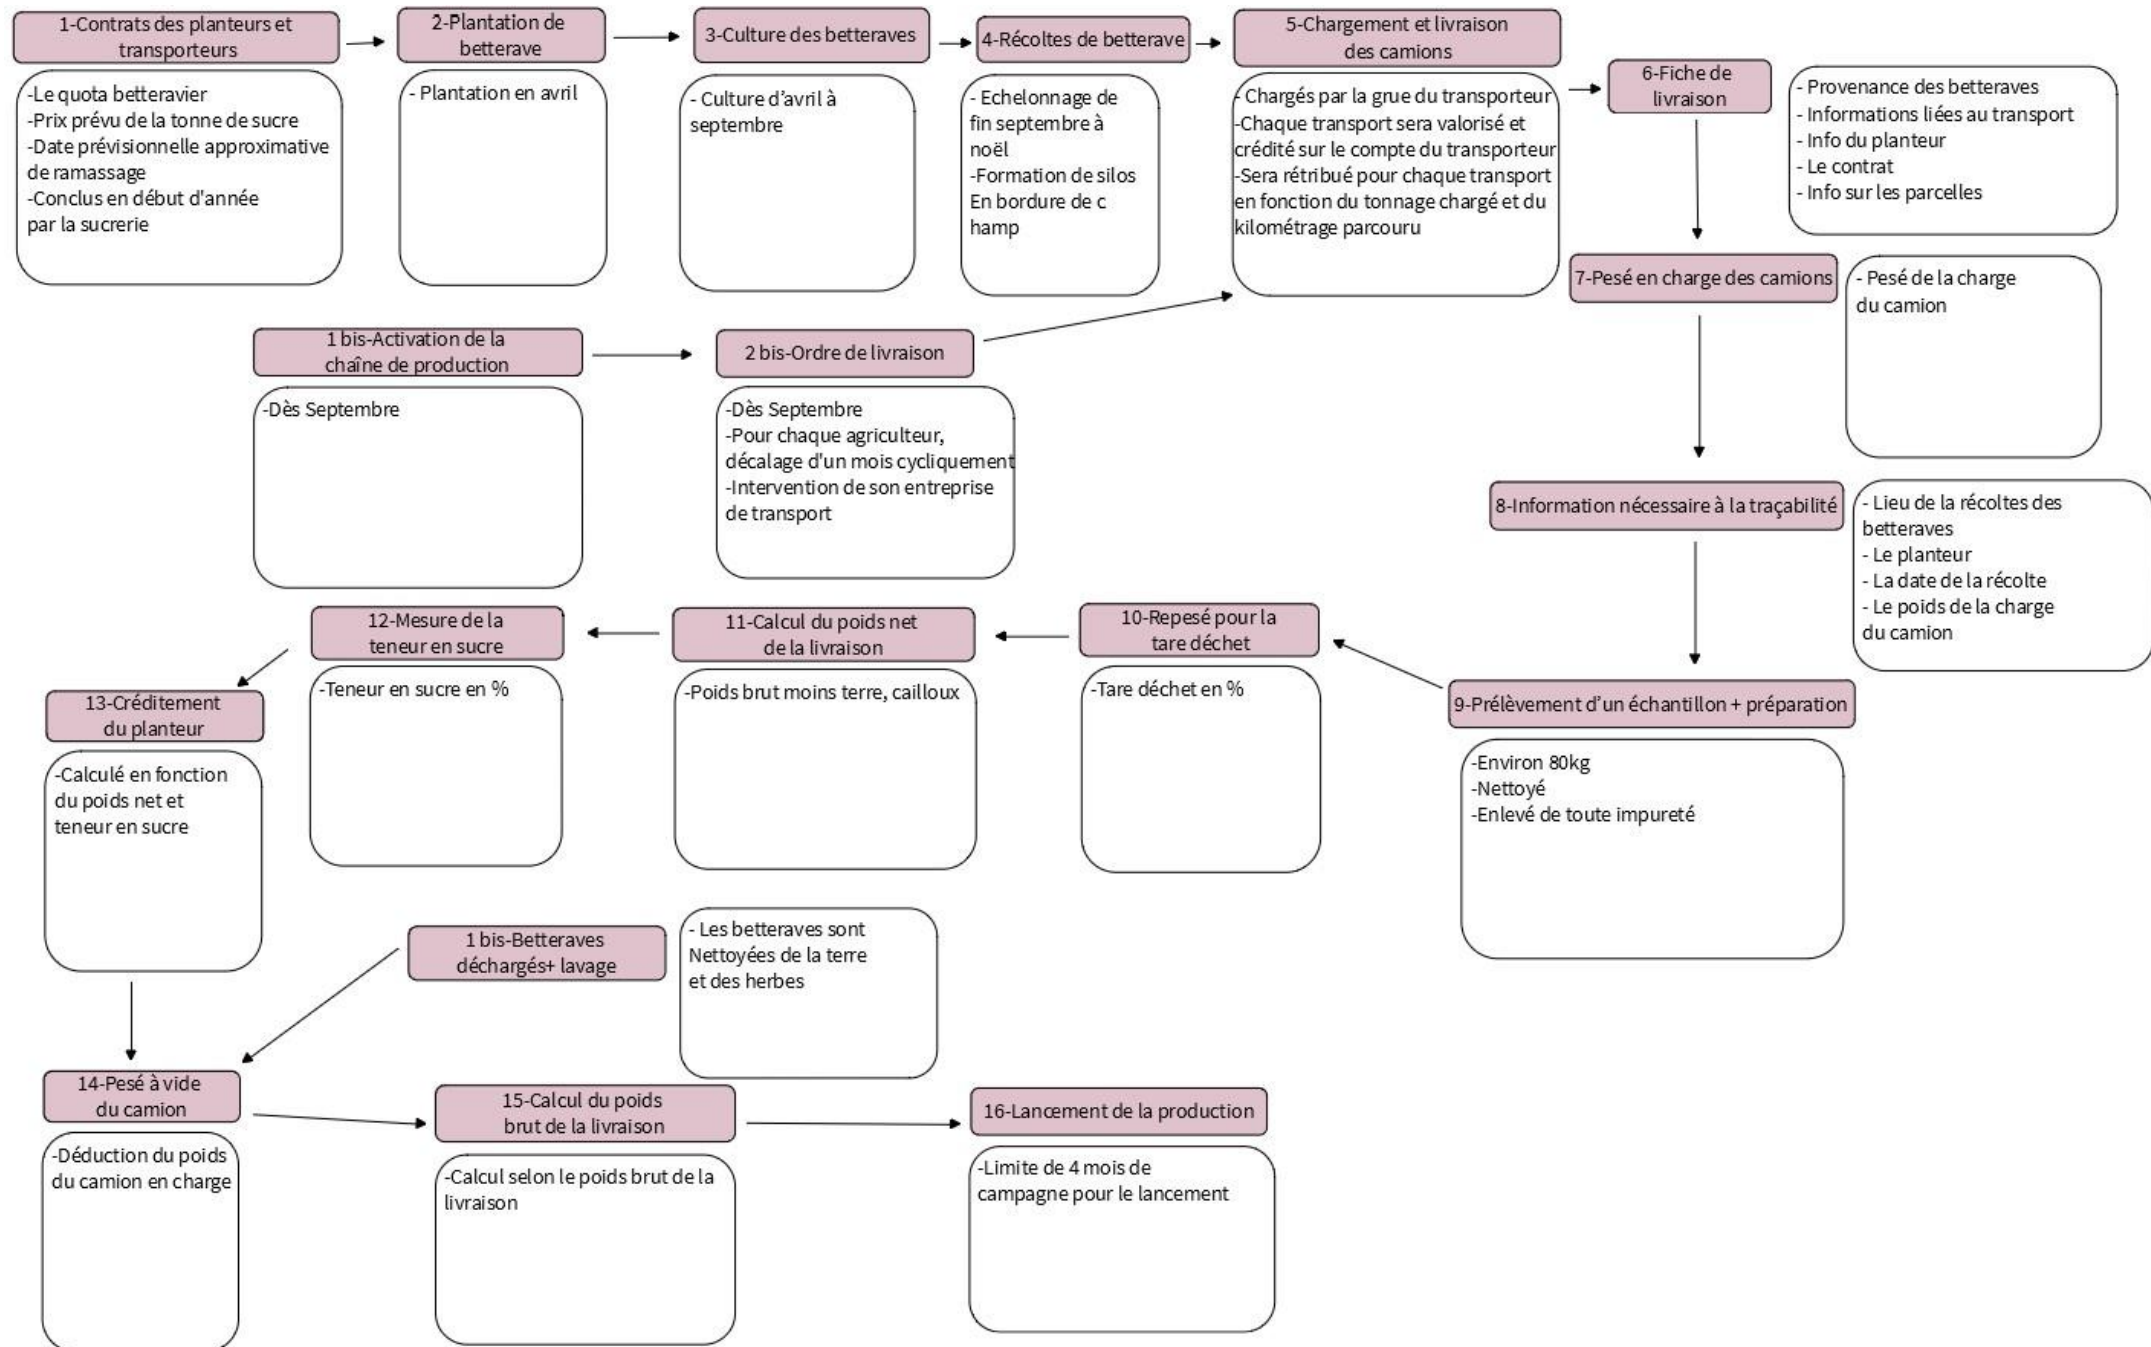 1-Contrats des planteurs et
transporteurs
-Le quota betteravier
-Prix prévu de la tonne de sucre
-Date prévisionnelle approximative
de ramassage
-Conclus en début d'année
par la sucrerie
2-Plantation de
betterave
- Plantation en avril
3-Culture des betteraves
- Culture d'avril à
septembre
4-Récoltes de betterave
- Echelonnage de
fin septembre à
noël
-Formation de silos
En bordure de c
hamp
5-Chargement et livraison
des camions
- Chargés par la grue du transporteur
-Chaque transport sera valorisé et
crédité sur le compte du transporteur
-Sera rétribué pour chaque transport
en fonction du tonnage chargé et du
kilométrage parcouru
6-Fiche de
livraison
- Provenance des betteraves
- Informations liées au transport
- Info du planteur
- Le contrat
- Info sur les parcelles
7-Pesé en charge des camions
- Pesé de la charge
du camion
1 bis-Activation de la
chaîne de production
-Dès Septembre
2 bis-Ordre de livraison
-Dès Septembre
-Pour chaque agriculteur,
décalage d'un mois cycliquement
-Intervention de son entreprise
de transport
8-Information nécessaire à la traçabilité
- Lieu de la récoltes des
betteraves
- Le planteur
- La date de la récolte
- Le poids de la charge
du camion
9-Prélèvement d'un échantillon + préparation
-Environ 80kg
-Nettoyé
-Enlevé de toute impureté
10-Repesé pour la
tare déchet
-Tare déchet en %
11-Calcul du poids net
de la livraison
-Poids brut moins terre, cailloux
12-Mesure de la
teneur en sucre
-Teneur en sucre en %
13-Créditement
du planteur
-Calculé en fonction
du poids net et
teneur en sucre
1 bis-Betteraves
déchargés+ lavage
- Les betteraves sont
Nettoyées de la terre
et des herbes
14-Pesé à vide
du camion
-Déduction du poids
du camion en charge
15-Calcul du poids
brut de la livraison
-Calcul selon le poids brut de la
livraison
16-Lancement de la production
-Limite de 4 mois de
campagne pour le lancement